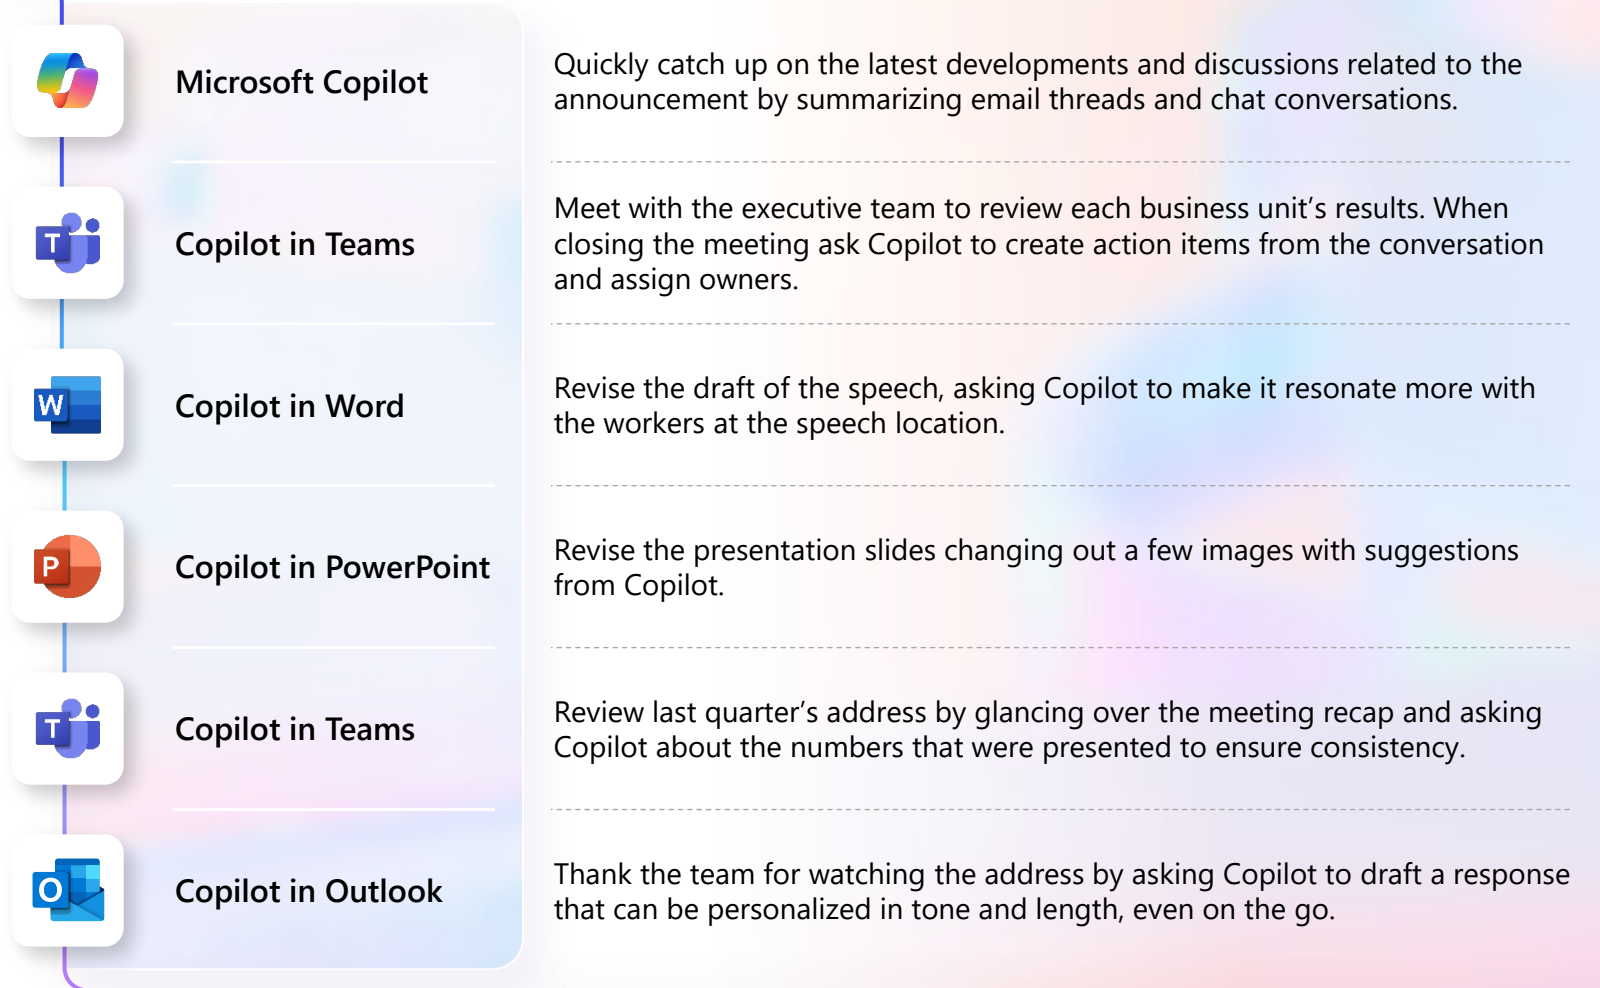 Microsoft Copilot
Quickly catch up on the latest developments and discussions related to the
announcement by summarizing email threads and chat conversations.
T
Copilot in Teams
Meet with the executive team to review each business unit’s results. When
closing the meeting ask Copilot to create action items from the conversation
and assign owners.
W
Copilot in Word
Revise the draft of the speech, asking Copilot to make it resonate more with
the workers at the speech location.
P
Copilot in PowerPoint
Revise the presentation slides changing out a few images with suggestions
from Copilot.
T
Copilot in Teams
Review last quarter’s address by glancing over the meeting recap and asking
Copilot about the numbers that were presented to ensure consistency.
O
Copilot in Outlook
Thank the team for watching the address by asking Copilot to draft a response
that can be personalized in tone and length, even on the go.